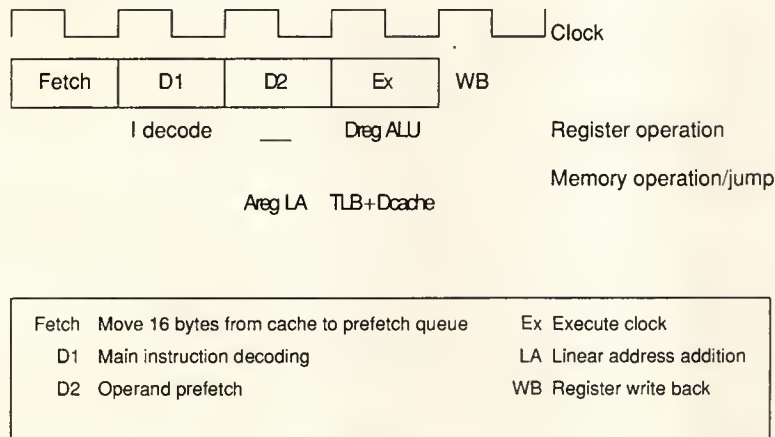 Clock
Fetch D1 D2 Ex WB
I decode Dreg ALU Register operation
Memory operation/jump
Areg LA TLB+Dcache
Fetch Move 16 bytes from cache to prefetch queue Ex Execute clock
D1 Main instruction decoding LA Linear address addition
D2 Operand prefetch WB Register write back